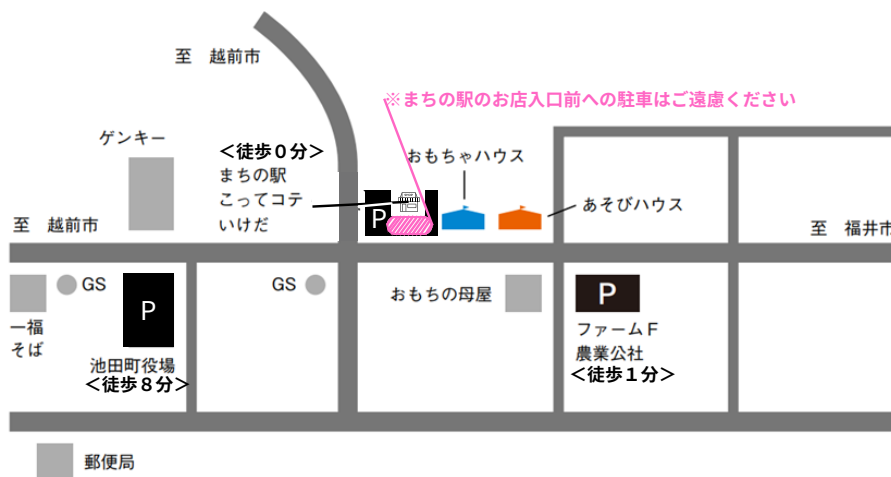 至　越前市
※まちの駅のお店入口前への駐車はご遠慮ください
ゲンキー
＜徒歩０分＞
まちの駅
こってコテ
いけだ
おもちゃハウス
あそびハウス
至　越前市
至　福井市
P
GS
P
GS
おもちの母屋
P
一福
そば
ファームＦ
農業公社
＜徒歩１分＞
池田町役場
＜徒歩８分＞
郵便局